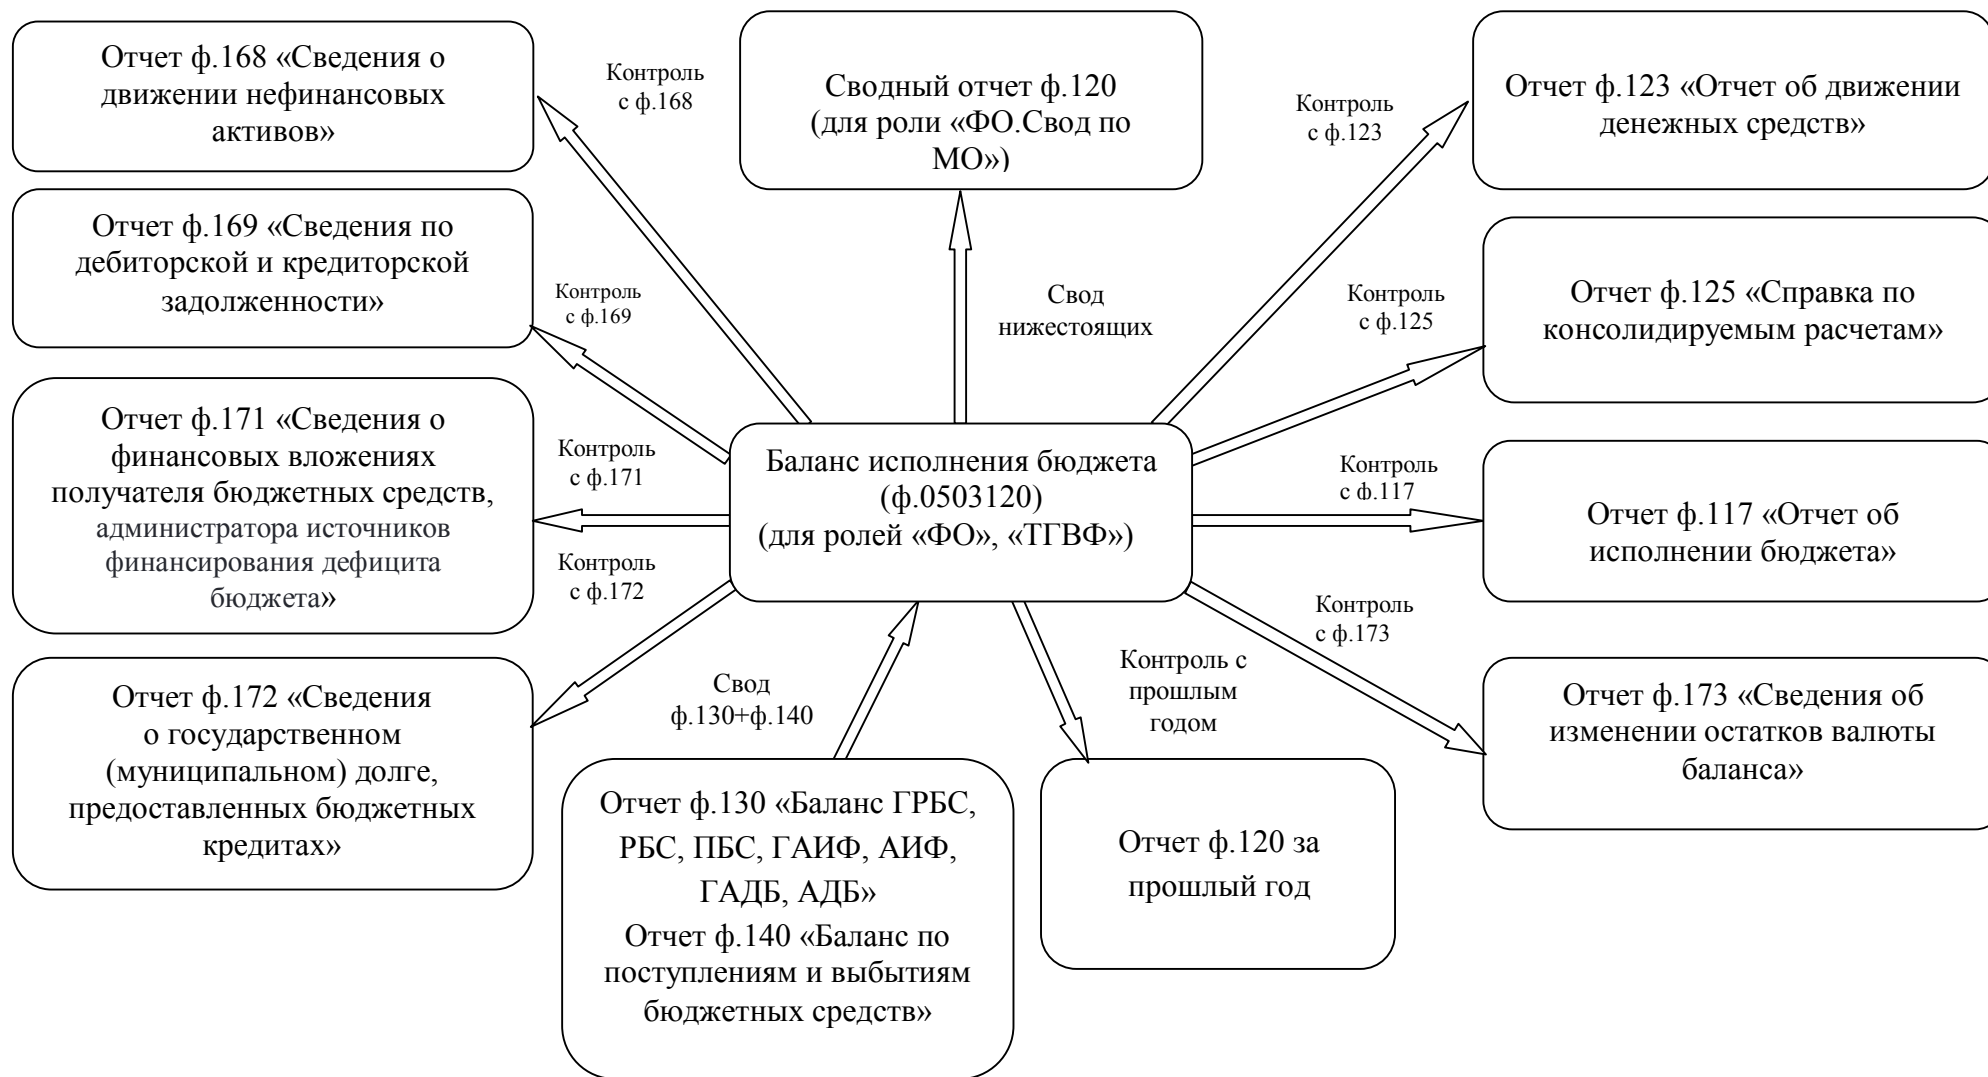 Отчет ф.168 «Сведения о
движении нефинансовых
активов»
Контроль
с ф.168
Сводный отчет ф.120
(для роли «ФО.Свод по
МО»)
Контроль
с ф.123
Отчет ф.123 «Отчет об движении
денежных средств»
Отчет ф.169 «Сведения по
дебиторской и кредиторской
задолженности»
Контроль
с ф.169
Свод
нижестоящих
Контроль
с ф.125
Отчет ф.125 «Справка по
консолидируемым расчетам»
Отчет ф.171 «Сведения о
финансовых вложениях
получателя бюджетных средств,
администратора источников
финансирования дефицита
бюджета»
Контроль
с ф.171
Контроль
с ф.172
Баланс исполнения бюджета
(ф.0503120)
(для ролей «ФО», «ТГВФ»)
Контроль
с ф.117
Отчет ф.117 «Отчет об
исполнении бюджета»
Контроль
с ф.173
Отчет ф.172 «Сведения
о государственном
(муниципальном) долге,
предоставленных бюджетных
кредитах»
Свод
ф.130+ф.140
Контроль с
прошлым
годом
Отчет ф.173 «Сведения об
изменении остатков валюты
баланса»
Отчет ф.130 «Баланс ГРБС,
РБС, ПБС, ГАИФ, АИФ,
ГАДБ, АДБ»
Отчет ф.140 «Баланс по
поступлениям и выбытиям
бюджетных средств»
Отчет ф.120 за
прошлый год